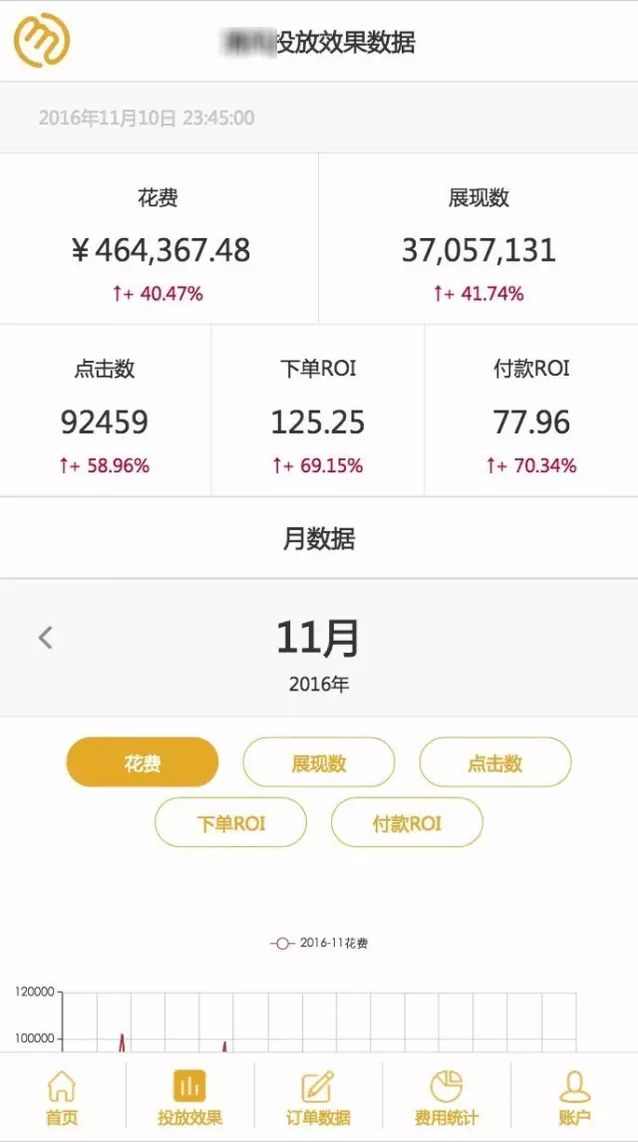 投放效果数据
2016年11月10日 23:45:00
花费
展现数
¥464,367.48
37,057,131
↑+ 40.47%
↑+ 41.74%
点击数
下单ROI
付款ROI
92459
125.25
77.96
↑+ 58.96%
↑+ 69.15%
↑+ 70.34%
月数据
11月
2016年
花费
展现数
点击数
下单ROI
付款ROI
2016-11花费
120000
100000
首页
投放效果
订单数据
费用统计
账户